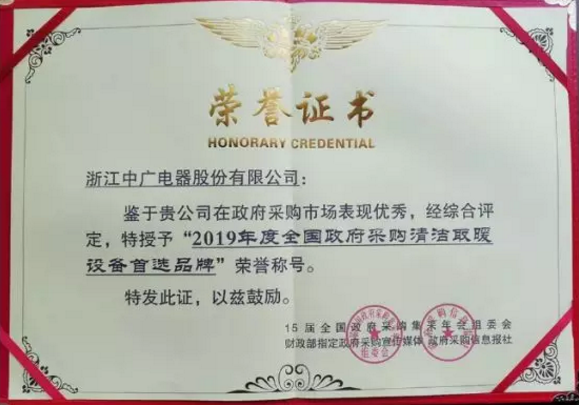 荣誉证书
HONORARY CREDENTIAL
浙江中广电器股份有限公司：
鉴于贵公司在政府采购市场表现优秀，经综合评
定，特授予“2019年度全国政府采购清洁取暖
设备首选品牌”荣誉称号。
特发此证，以兹鼓励。
15届全国政府采购集采年会组委会
财政部指定政府采购宣传媒体 政府采购信息报社
组委会